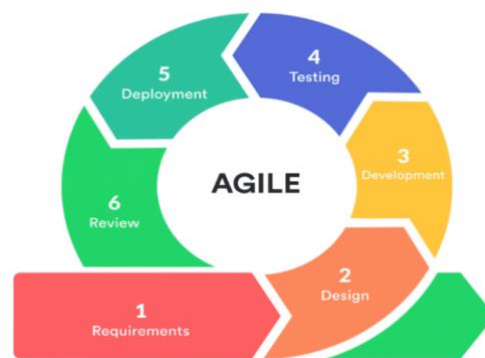 4
Testing
5
Deployment
3
Development
AGILE
6
Review
2
Design
1
Requirements